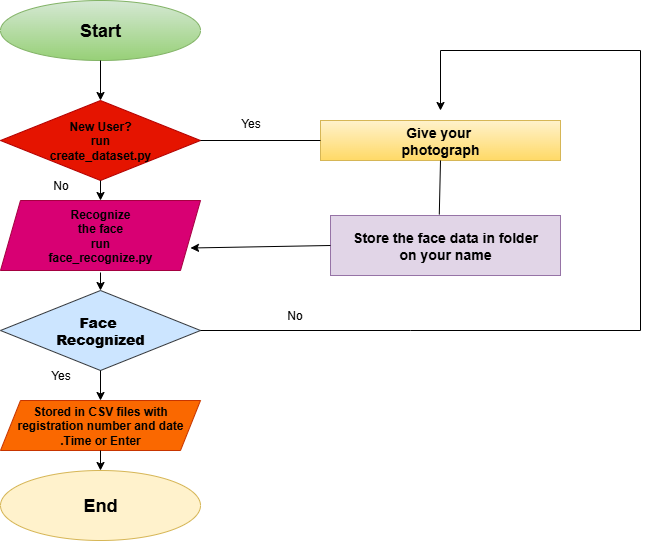 Start
New User?
run
create_dataset.py
Yes
Give your
photograph
No
Recognize
the face
run
face_recognize.py
Store the face data in folder
on your name
Face
Recognized
No
Yes
Stored in CSV files with
registration number and date
.Time or Enter
End